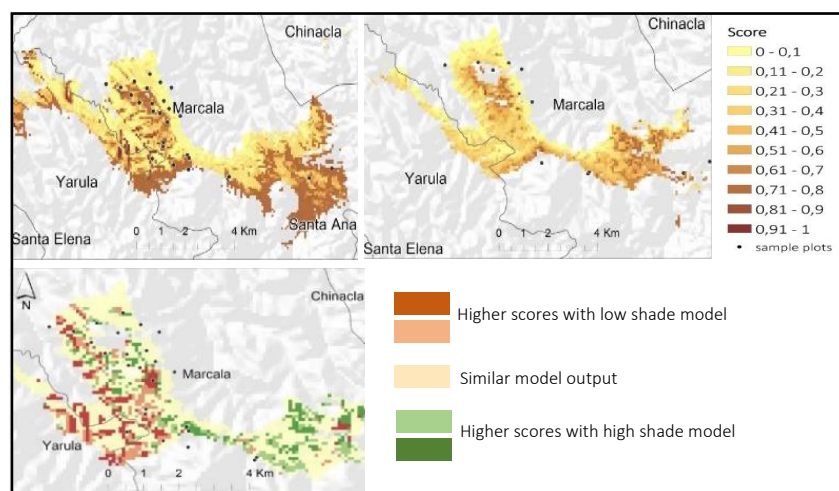 Chinacla
Marcala
Yarula
Santa Elena
Santa Ana
0 1 2 4 Km
Chinacla
Marcala
Yarula
Santa Elena
0 1 2 4 Km
Score
0 - 0,1
0,11 - 0,2
0,21 - 0,3
0,31 - 0,4
0,41 - 0,5
0,51 - 0,6
0,61 - 0,7
0,71 - 0,8
0,81 - 0,9
0,91 - 1
sample plots
N
Chinacla
Marcala
Yarula
0 1 2 4 Km
Higher scores with low shade model
Similar model output
Higher scores with high shade model